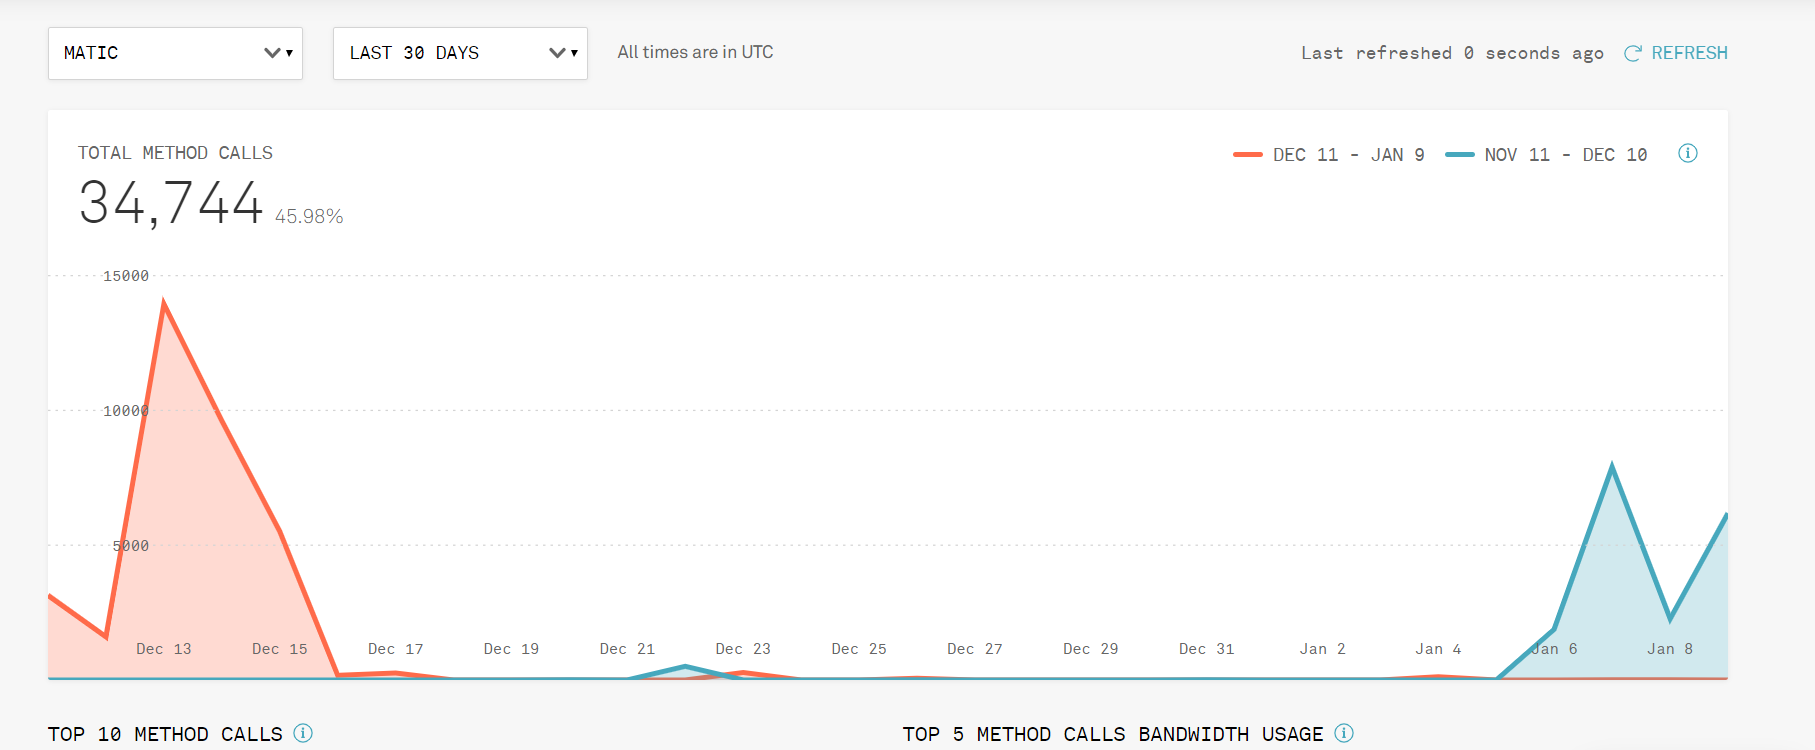 MATIC LAST 30 DAYS All times are in UTC Last refreshed 0 seconds ago REFRESH
TOTAL METHOD CALLS DEC 11 - JAN 9 NOV 11 - DEC 10
34,744 45.98%
15000
10000
5000
Dec 13 Dec 15 Dec 17 Dec 19 Dec 21 Dec 23 Dec 25 Dec 27 Dec 29 Dec 31 Jan 2 Jan 4 Jan 6 Jan 8
TOP 10 METHOD CALLS TOP 5 METHOD CALLS BANDWIDTH USAGE